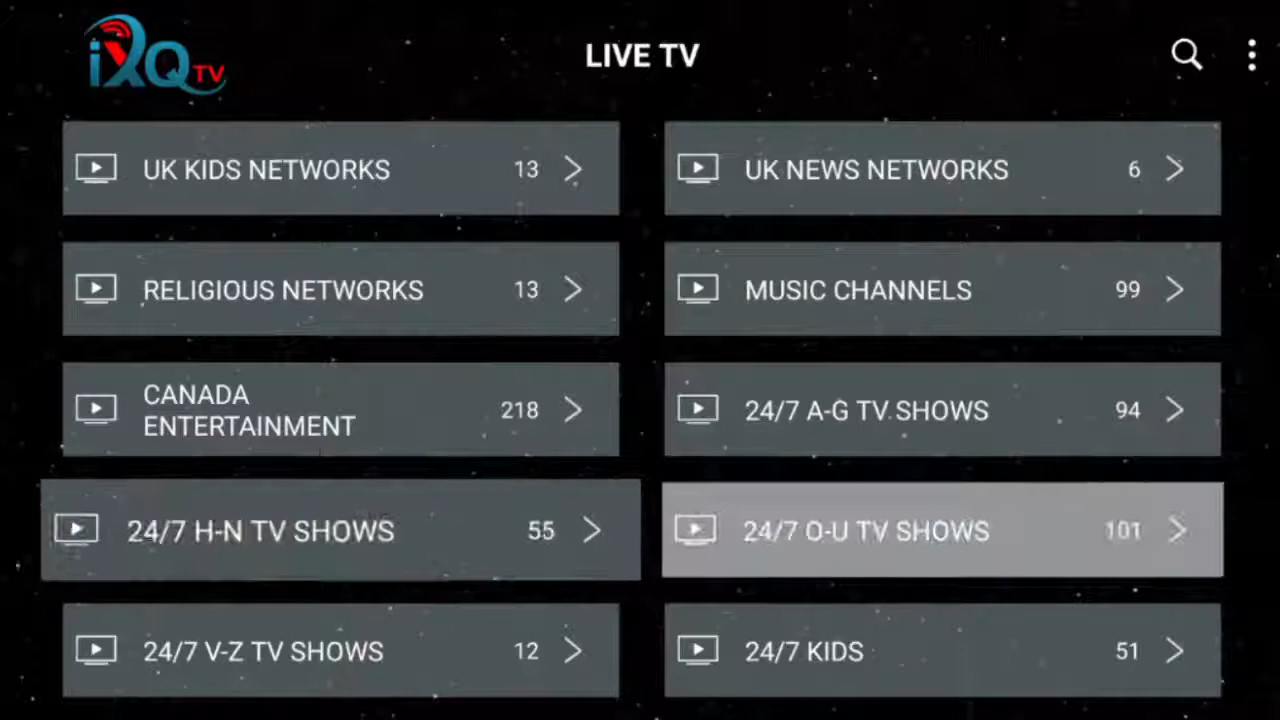 iXQ TV
LIVE TV
UK KIDS NETWORKS 13
UK NEWS NETWORKS 6
RELIGIOUS NETWORKS 13
MUSIC CHANNELS 99
CANADA
ENTERTAINMENT 218
24/7 A-G TV SHOWS 94
24/7 H-N TV SHOWS 55
24/7 O-U TV SHOWS 101
24/7 V-Z TV SHOWS 12
24/7 KIDS 51